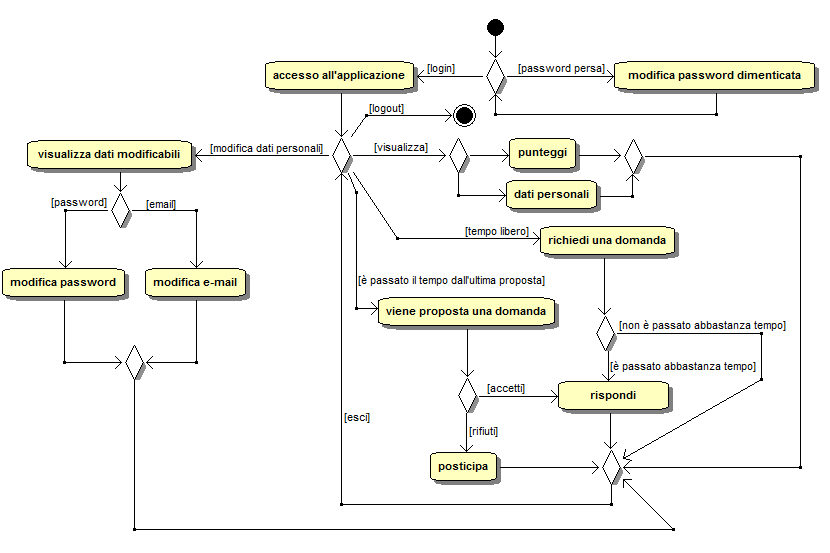 accesso all'applicazione
[login]
[password persa]
modifica password dimenticata
[logout]
visualizza dati modificabili
[modifica dati personali]
[visualizza]
punteggi
dati personali
[password]
[email]
[tempo libero]
richiedi una domanda
modifica password
modifica e-mail
[è passato il tempo dall'ultima proposta]
viene proposta una domanda
[non è passato abbastanza tempo]
[è passato abbastanza tempo]
[accetti]
rispondi
[esci]
[rifiuti]
posticipa